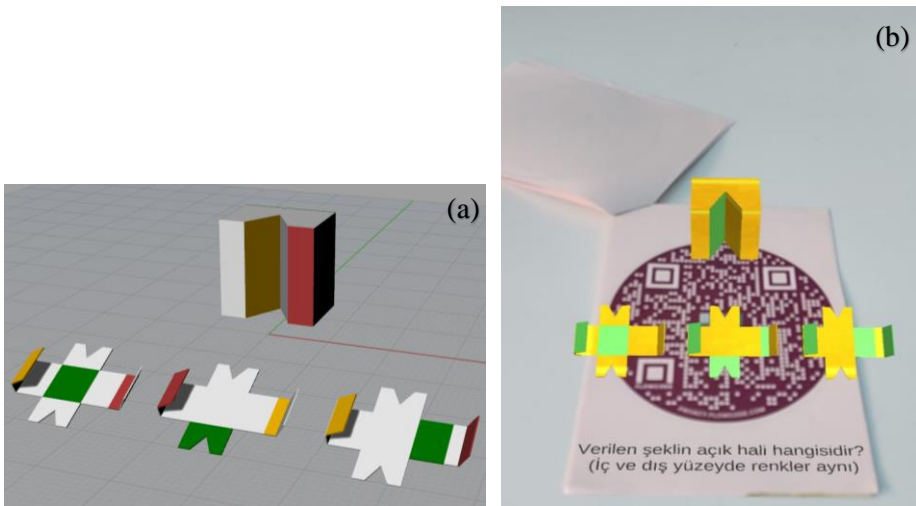 (a)
(b)
Verilen şeklin açık hali hangisidir?
(İç ve dış yüzeyde renkler aynı)